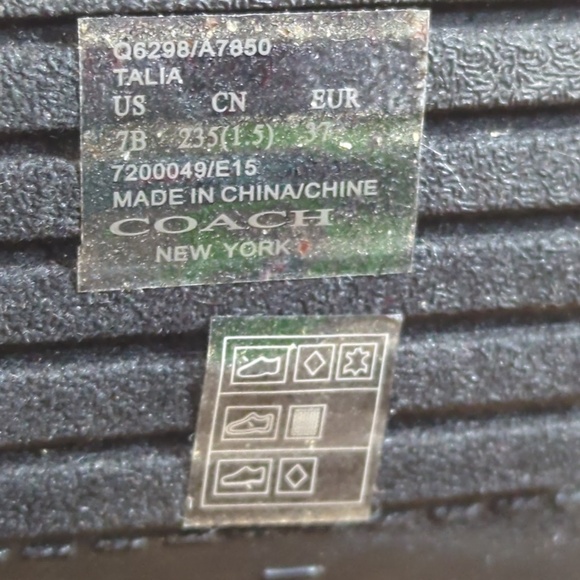 Q6298/A7850
TALIA
US CN EUR
7B 235(1.5) 37
7200049/E15
MADE IN CHINA/CHINE
COACH
NEW YORK